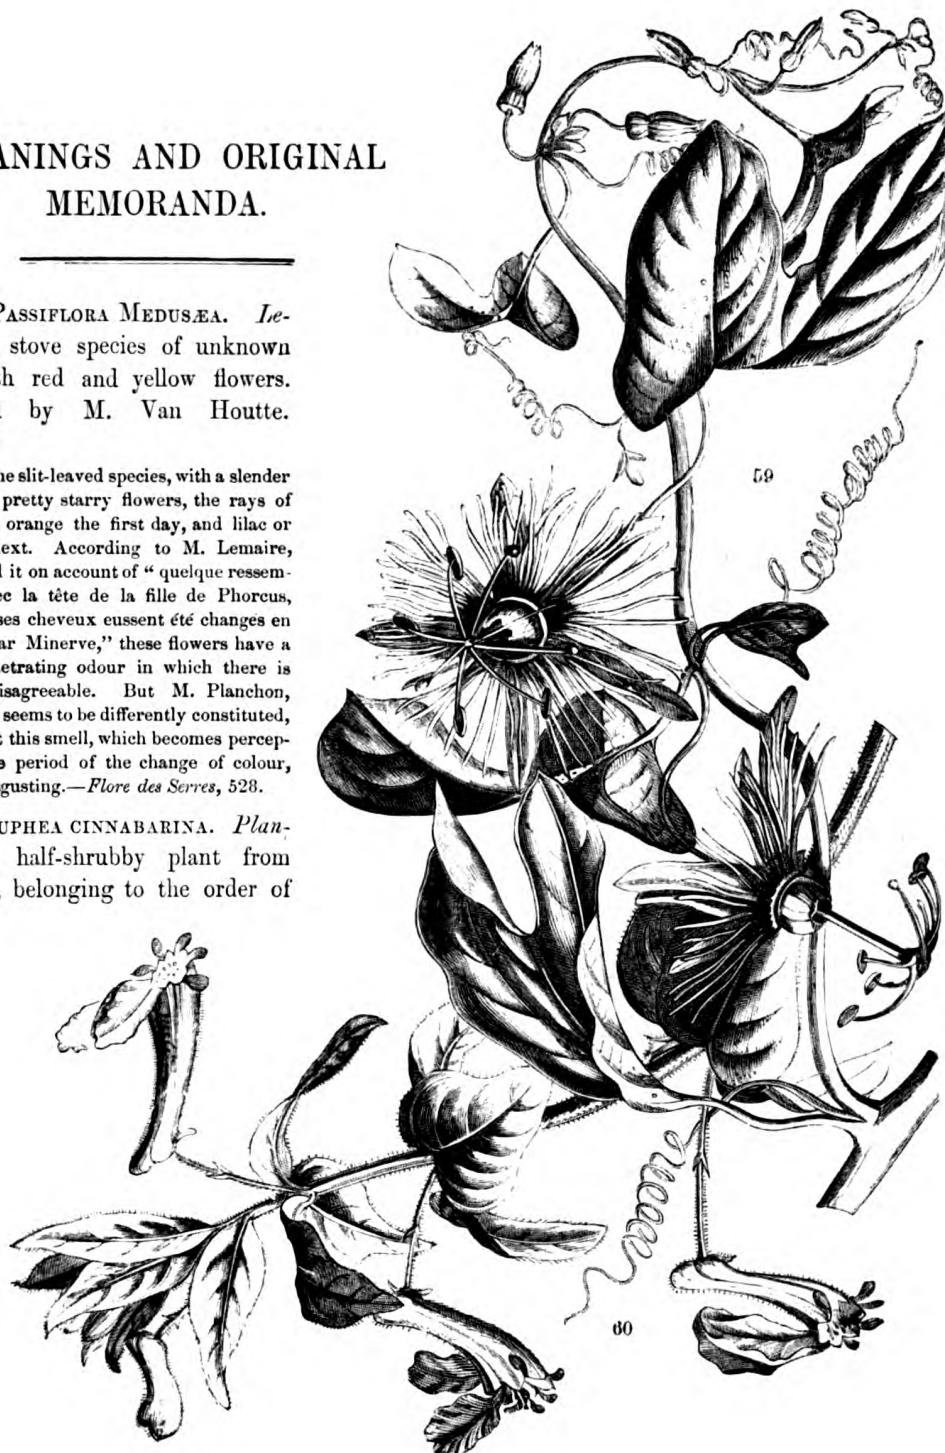 ANINGS AND ORIGINAL
MEMORANDA.
PASSIFLORA MEDUSÆA. Le-
stove species of unknown
h red and yellow flowers.
by M. Van Houtte.
ne slit-leaved species, with a slender
pretty starry flowers, the rays of
orange the first day, and lilac or
ext. According to M. Lemaire,
d it on account of “ quelque ressem-
ec la tête de la fille de Phorcus,
ses cheveux eussent été changés en
ar Minerve,” these flowers have a
etrating odour in which there is
isagreeable. But M. Planchon,
seems to be differently constituted,
t this smell, which becomes percep-
e period of the change of colour,
gusting.—Flore des Serres, 528.
UPHEA CINNABARINA. Plan-
half-shrubby plant from
, belonging to the order of
59
60